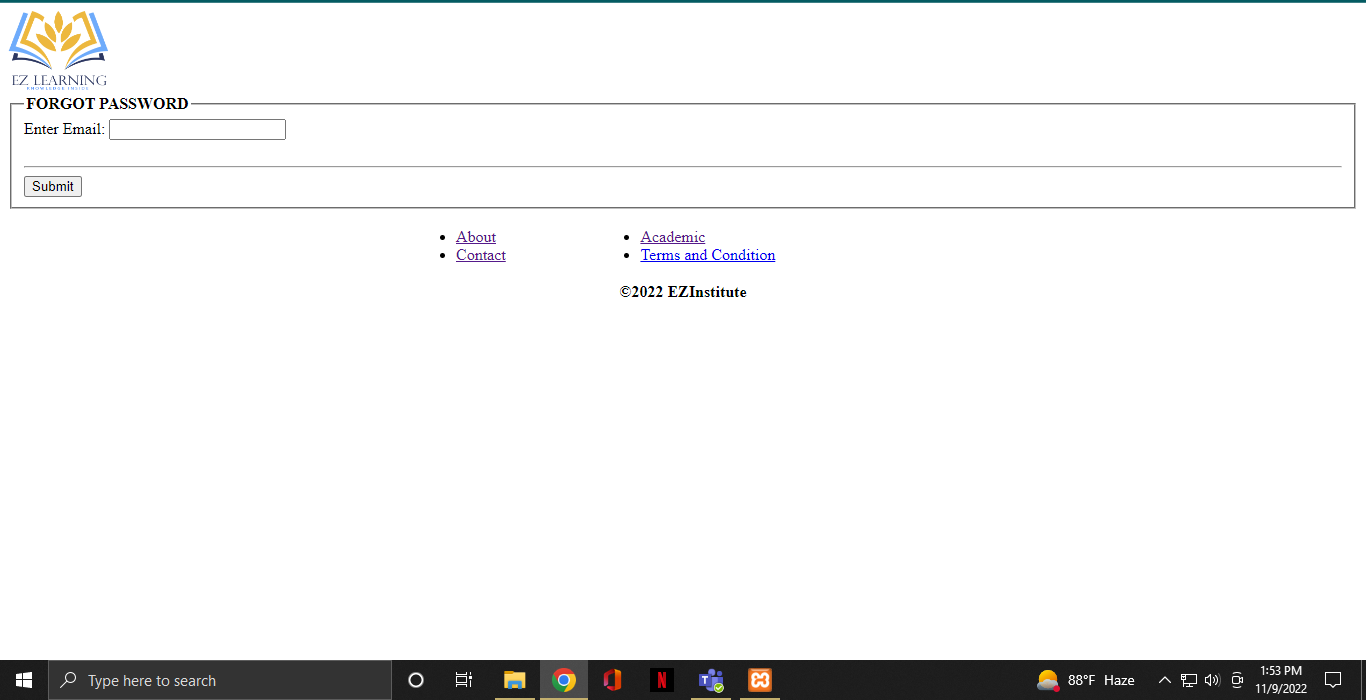 EZ LEARNING
KNOWLEDGE INSIDE
FORGOT PASSWORD
Enter Email:
Submit
About
Contact
Academic
Terms and Condition
©2022 EZInstitute
Type here to search
N
T
88°F Haze
1:53 PM
11/9/2022